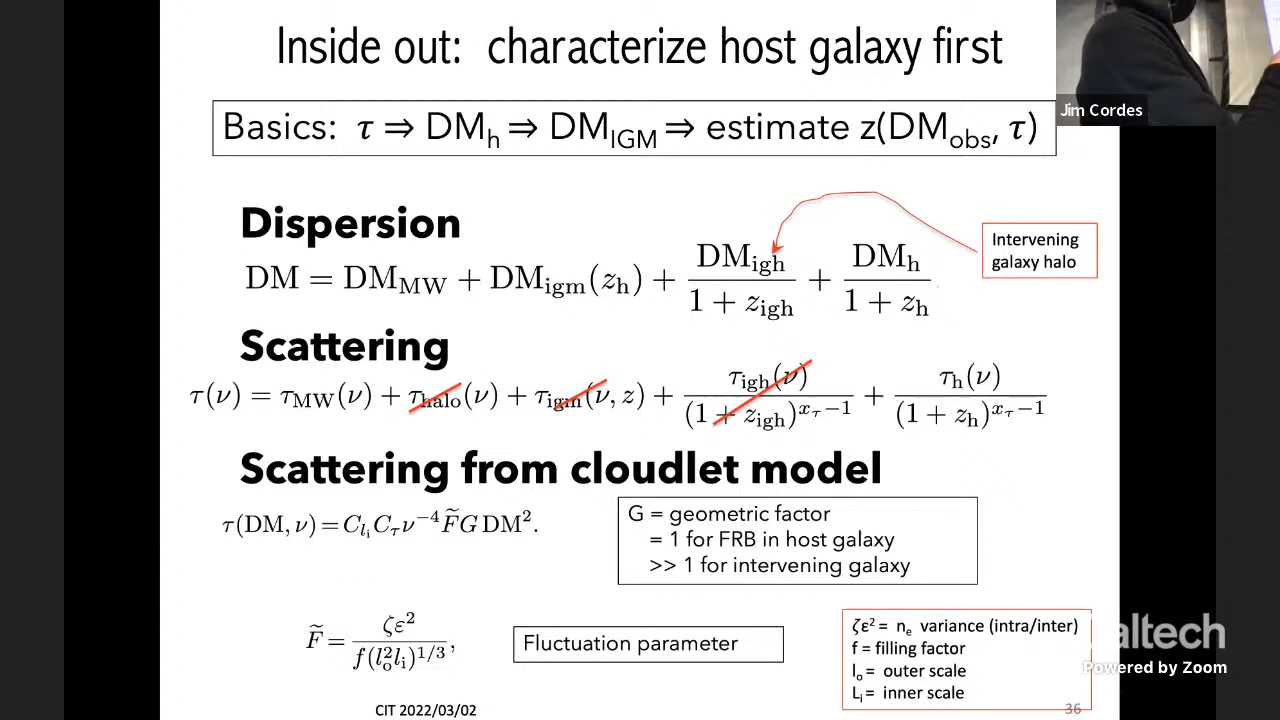 Inside out: characterize host galaxy first
Jim Cordes
Basics: τ ⇒ DM_h ⇒ DM_IGM ⇒ estimate z(DM_obs, τ)
Dispersion
Intervening
galaxy halo
DM = DM_MW + DM_igm(z_h) + DM_igh / (1 + z_igh) + DM_h / (1 + z_h)
Scattering
τ(ν) = τ_MW(ν) + τ_halo(ν) + τ_igm(ν, z) + τ_igh(ν) / (1 + z_igh)^{x_τ−1} + τ_h(ν) / (1 + z_h)^{x_τ−1}
Scattering from cloudlet model
τ(DM, ν) = C_{l_i} C_τ ν^{−4} F̃ G DM².
G = geometric factor
= 1 for FRB in host galaxy
>> 1 for intervening galaxy
F̃ = ζε² / f(l_o² l_i)^{1/3},
Fluctuation parameter
ζε² = n_e variance (intra/inter)
f = filling factor
l_o = outer scale
L_i = inner scale
altech
Powered by Zoom
CIT 2022/03/02
36